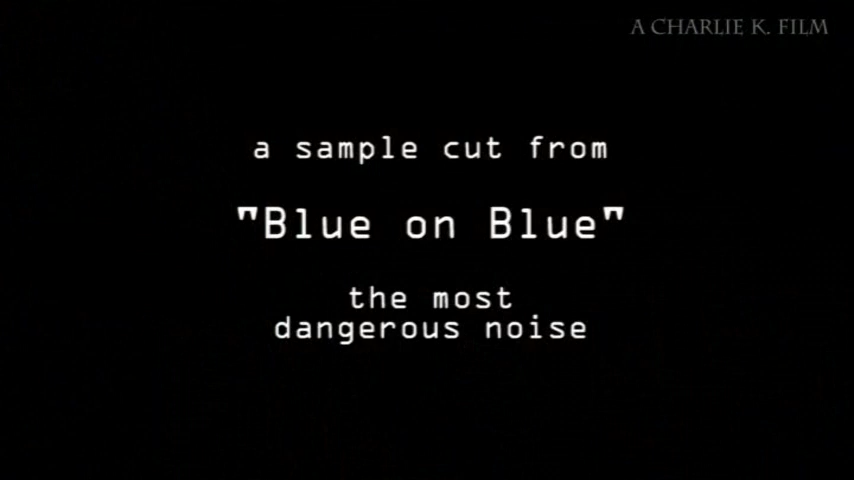 A CHARLIE K. FILM
a sample cut from
"Blue on Blue"
the most
dangerous noise